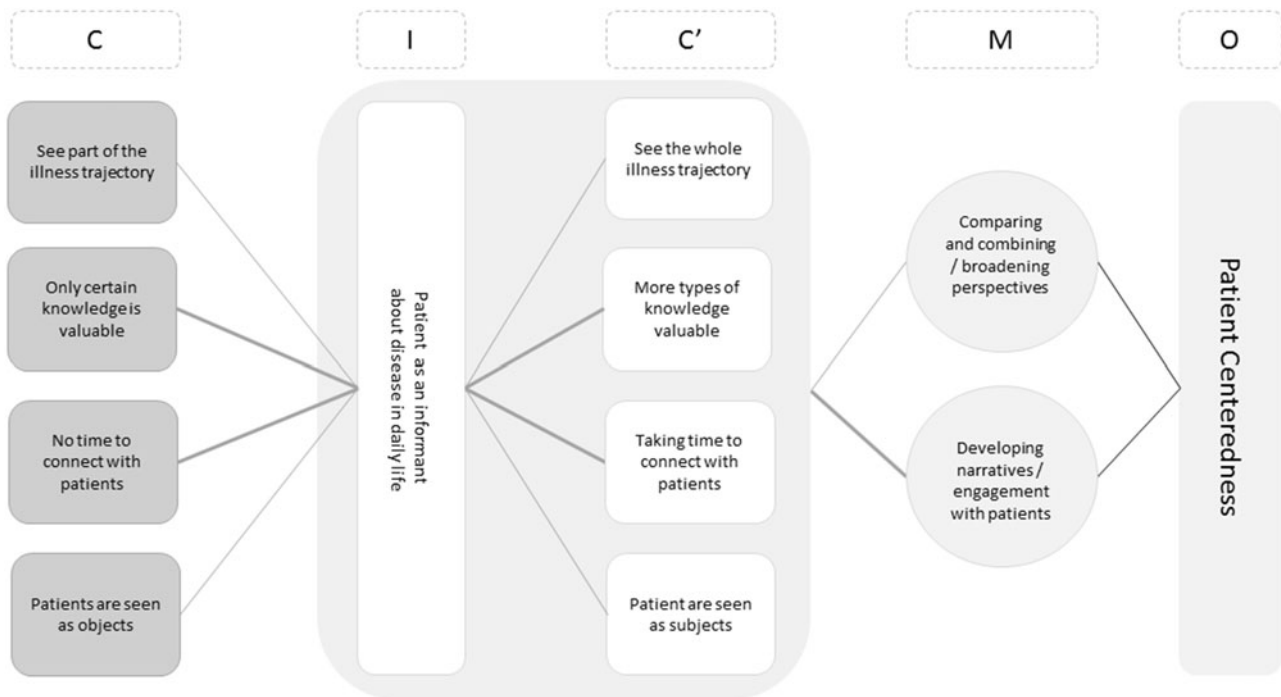 C
I
C’
M
O
See part of the
illness trajectory
Only certain
knowledge is
valuable
No time to
connect with
patients
Patients are seen
as objects
Patient as an informant
about disease in daily life
See the whole
illness trajectory
More types of
knowledge
valuable
Taking time to
connect with
patients
Patient are seen
as subjects
Comparing
and combining
/ broadening
perspectives
Developing
narratives /
engagement
with patients
Patient Centeredness